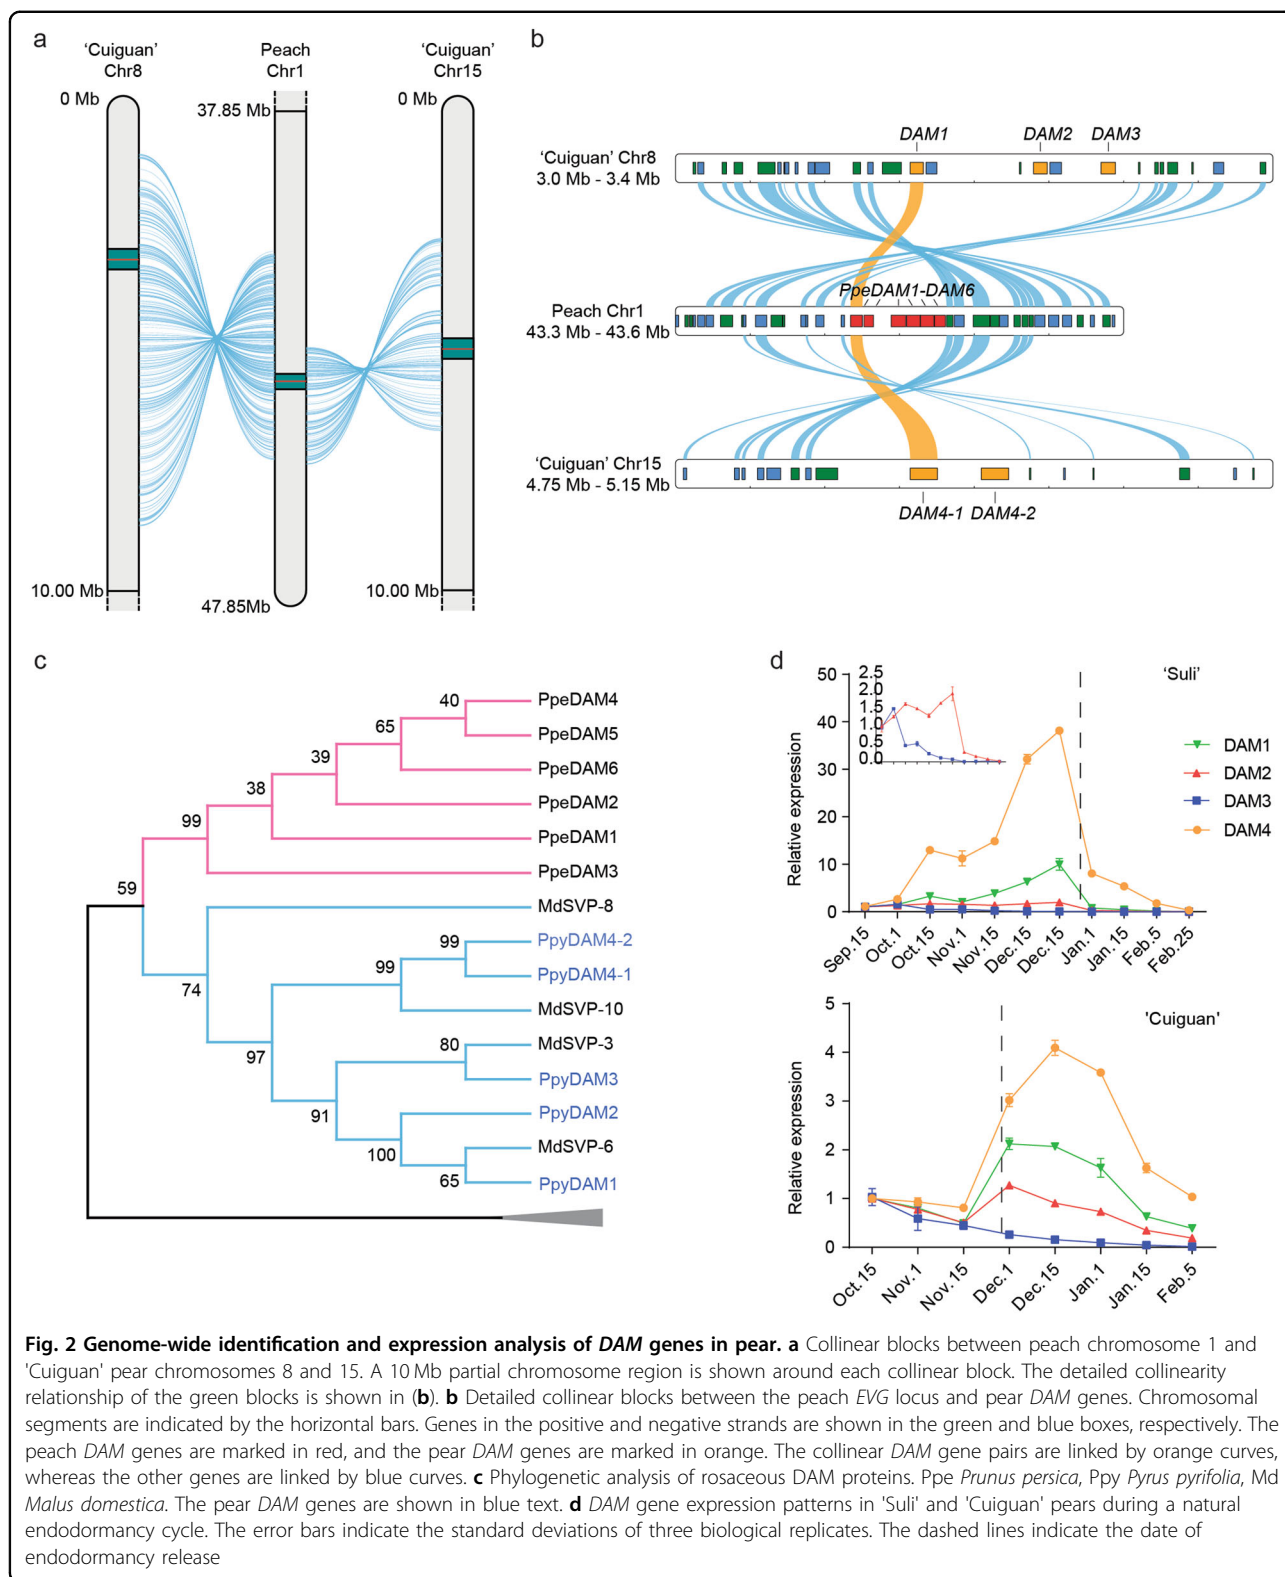 a
'Cuiguan'
Chr8
Peach
Chr1
'Cuiguan'
Chr15
0 Mb
37.85 Mb
0 Mb
10.00 Mb
47.85Mb
10.00 Mb
b
DAM1
DAM2
DAM3
'Cuiguan' Chr8
3.0 Mb - 3.4 Mb
PpeDAM1-DAM6
Peach Chr1
43.3 Mb - 43.6 Mb
'Cuiguan' Chr15
4.75 Mb - 5.15 Mb
DAM4-1 DAM4-2
c
40
PpeDAM4
65
PpeDAM5
39
PpeDAM6
38
PpeDAM2
99
PpeDAM1
59
PpeDAM3
MdSVP-8
99
PpyDAM4-2
99
PpyDAM4-1
74
MdSVP-10
97
80
MdSVP-3
PpyDAM3
91
PpyDAM2
100
MdSVP-6
65
PpyDAM1
d
'Suli'
Relative expression
50
40
30
20
10
0
2.5
2.0
1.5
1.0
0.5
0.0
DAM1
DAM2
DAM3
DAM4
Sep.15
Oct.1
Oct.15
Nov.1
Nov.15
Dec.15
Dec.15
Jan.1
Jan.15
Feb.5
Feb.25
'Cuiguan'
Relative expression
5
4
3
2
1
0
Oct.15
Nov.1
Nov.15
Dec.1
Dec.15
Jan.1
Jan.15
Feb.5
Fig. 2 Genome-wide identification and expression analysis of DAM genes in pear. a Collinear blocks between peach chromosome 1 and
'Cuiguan' pear chromosomes 8 and 15. A 10 Mb partial chromosome region is shown around each collinear block. The detailed collinearity
relationship of the green blocks is shown in (b). b Detailed collinear blocks between the peach EVG locus and pear DAM genes. Chromosomal
segments are indicated by the horizontal bars. Genes in the positive and negative strands are shown in the green and blue boxes, respectively. The
peach DAM genes are marked in red, and the pear DAM genes are marked in orange. The collinear DAM gene pairs are linked by orange curves,
whereas the other genes are linked by blue curves. c Phylogenetic analysis of rosaceous DAM proteins. Ppe Prunus persica, Ppy Pyrus pyrifolia, Md
Malus domestica. The pear DAM genes are shown in blue text. d DAM gene expression patterns in 'Suli' and 'Cuiguan' pears during a natural
endodormancy cycle. The error bars indicate the standard deviations of three biological replicates. The dashed lines indicate the date of
endodormancy release